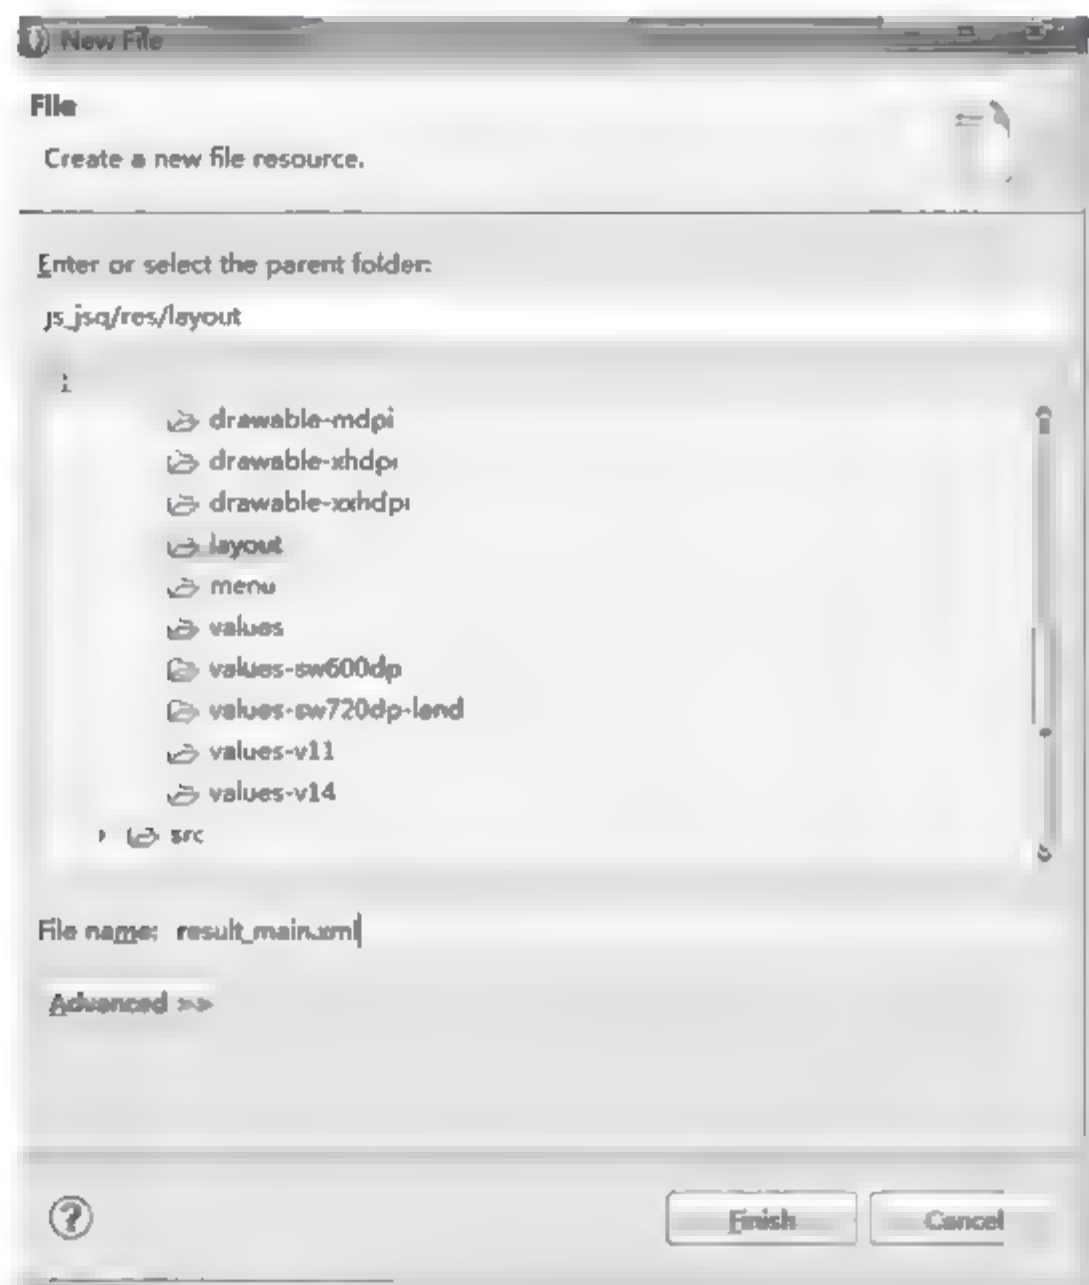 New File
File
Create a new file resource.
Enter or select the parent folder:
js_jsq/res/layout
drawable-mdpi
drawable-xhdpi
drawable-xxhdpi
layout
menu
values
values-sw600dp
values-sw720dp-land
values-v11
values-v14
src
File name: result_main.xml
Advanced >>
?
Finish Cancel